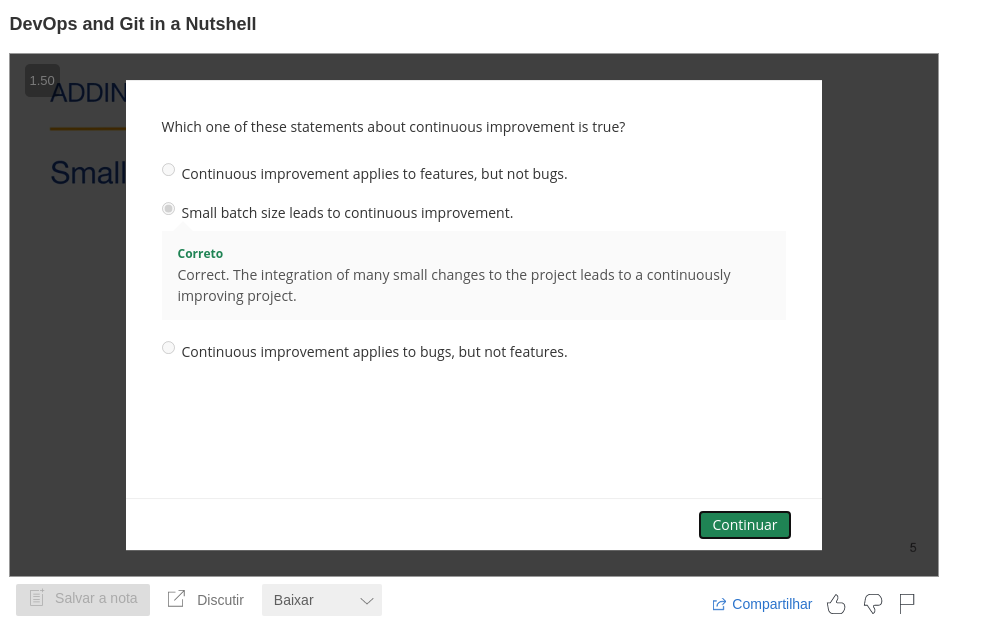 DevOps and Git in a Nutshell
1.50
ADDIN
Small
Which one of these statements about continuous improvement is true?
Continuous improvement applies to features, but not bugs.
Small batch size leads to continuous improvement.
Correto
Correct. The integration of many small changes to the project leads to a continuously
improving project.
Continuous improvement applies to bugs, but not features.
Continuar
5
Salvar a nota
Discutir
Baixar
Compartilhar